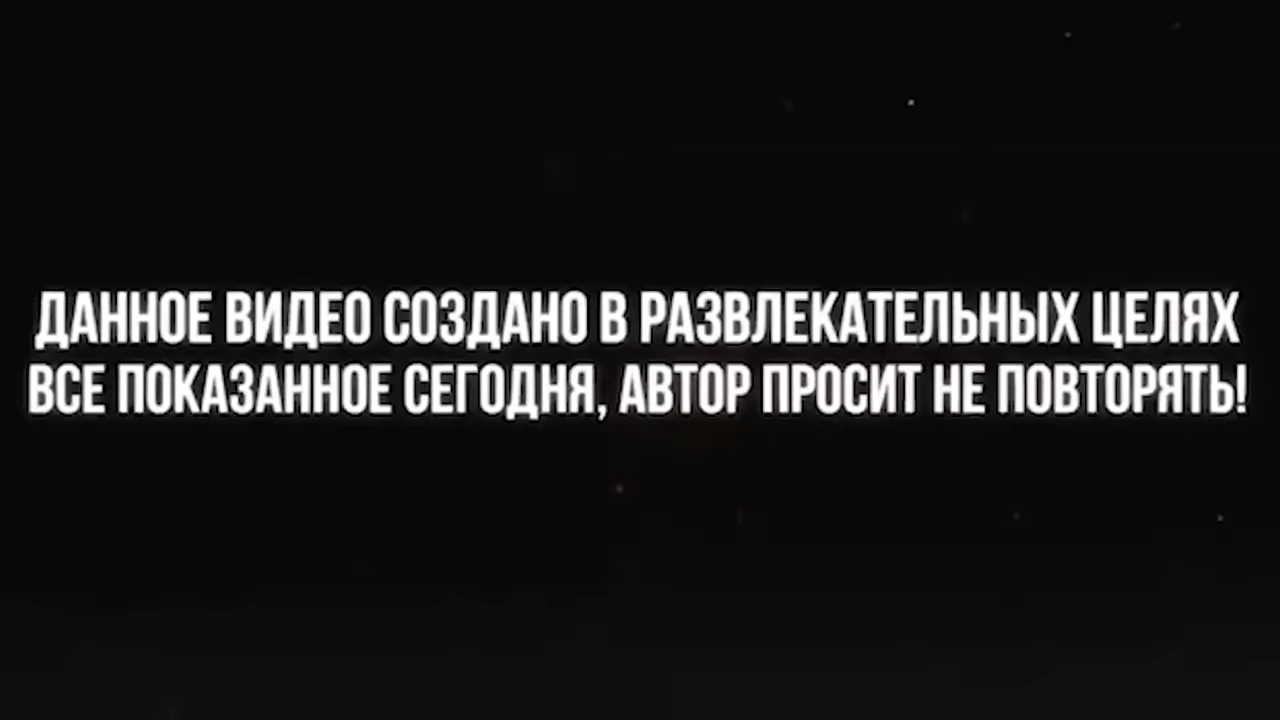 ДАННОЕ ВИДЕО СОЗДАНО В РАЗВЛЕКАТЕЛЬНЫХ ЦЕЛЯХ
ВСЕ ПОКАЗАННОЕ СЕГОДНЯ, АВТОР ПРОСИТ НЕ ПОВТОРЯТЬ!